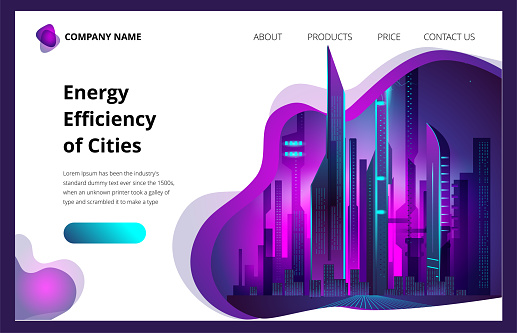 COMPANY NAME
ABOUT
PRODUCTS
PRICE
CONTACT US
Energy
Efficiency
of Cities
Lorem Ipsum has been the industry's
standard dummy text ever since the 1500s,
when an unknown printer took a galley of
type and scrambled it to make a type